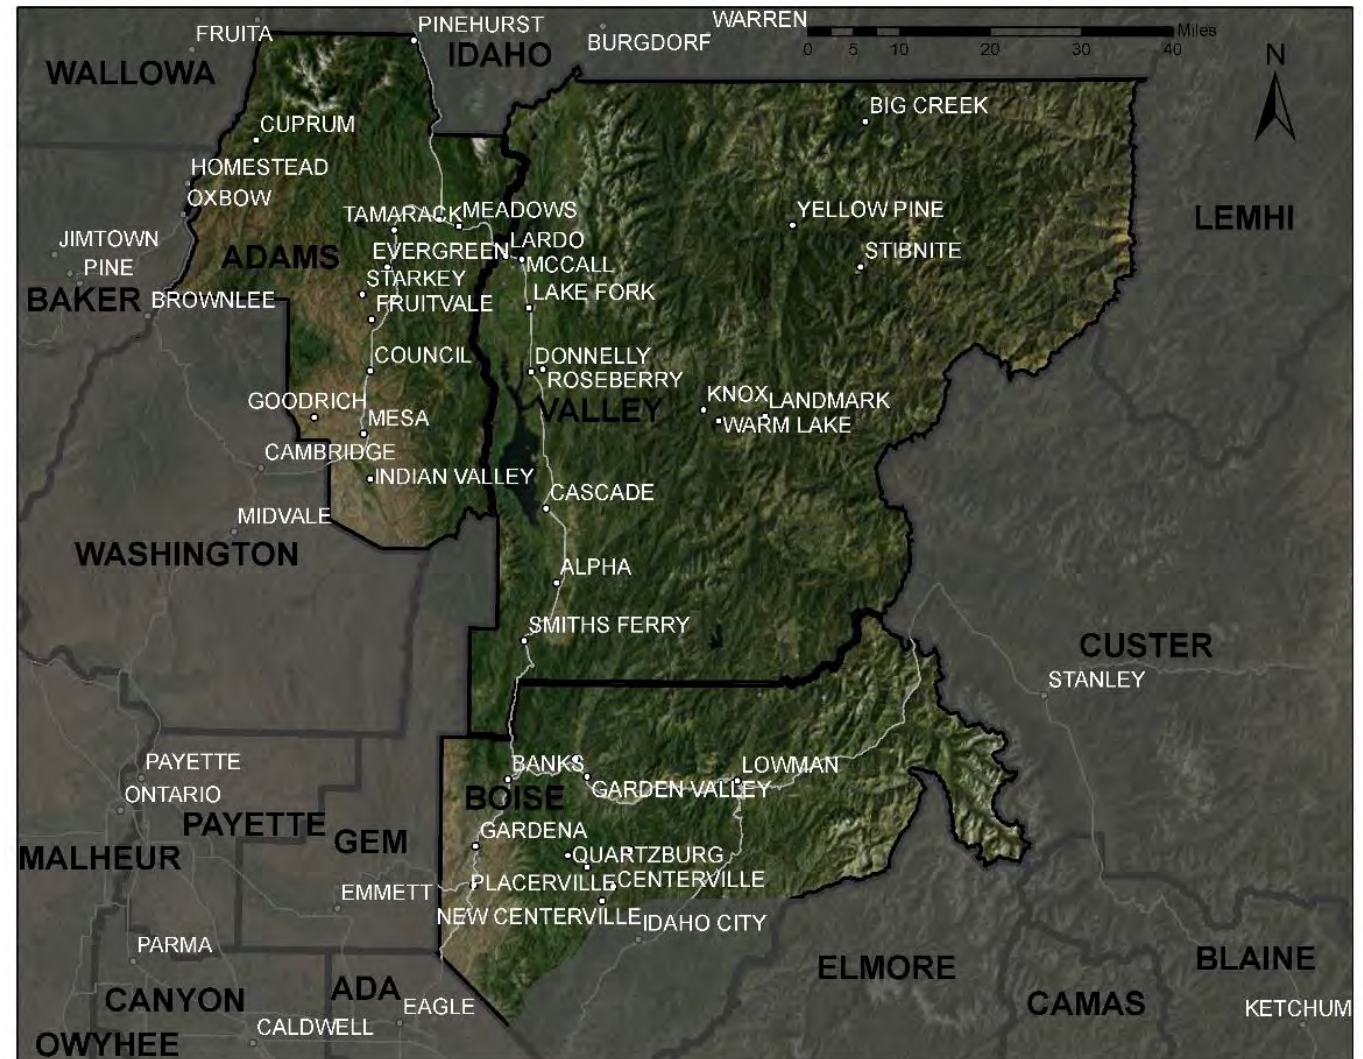 WARREN
FRUITA
PINEHURST
BURGDORF
IDAHO
Miles
0 5 10 20 30 40
N
WALLOWA
BIG CREEK
CUPRUM
HOMESTEAD
OXBOW
TAMARACK
MEADOWS
YELLOW PINE
LEMHI
JIMTOWN
PINE
ADAMS
EVERGREEN
LARDO
MCCALL
STIBNITE
STARKEY
FRUITVALE
LAKE FORK
BAKER
BROWNLEE
COUNCIL
DONNELLY
ROSEBERRY
GOODRICH
MESA
VALLEY
KNOX
LANDMARK
WARM LAKE
CAMBRIDGE
INDIAN VALLEY
CASCADE
MIDVALE
WASHINGTON
ALPHA
SMITHS FERRY
CUSTER
STANLEY
PAYETTE
BANKS
LOWMAN
ONTARIO
GARDEN VALLEY
BOISE
PAYETTE
GEM
GARDENA
MALHEUR
QUARTZBURG
EMMETT
PLACERVILLE
CENTERVILLE
NEW CENTERVILLE
IDAHO CITY
PARMA
ELMORE
BLAINE
CANYON
ADA
EAGLE
CAMAS
KETCHUM
CALDWELL
OWYHEE